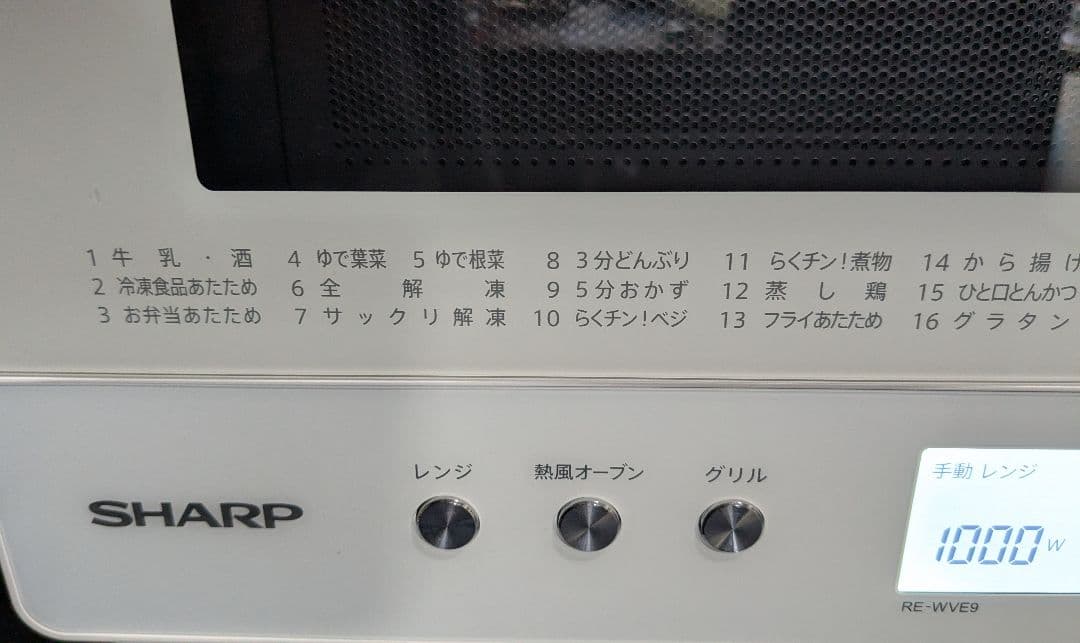 1 牛乳・酒 4 ゆで葉菜 5 ゆで根菜 8 3分どんぶり 11 らくチン!煮物 14 から揚げ
2 冷凍食品あたため 6 全解凍 9 5分おかず 12 蒸し鶏 15 ひと口とんかつ
3 お弁当あたため 7 サックリ解凍 10 らくチン!ベジ 13 フライあたため 16 グラタン
レンジ 熱風オーブン グリル 手動 レンジ
SHARP
1000W
RE-WVE9